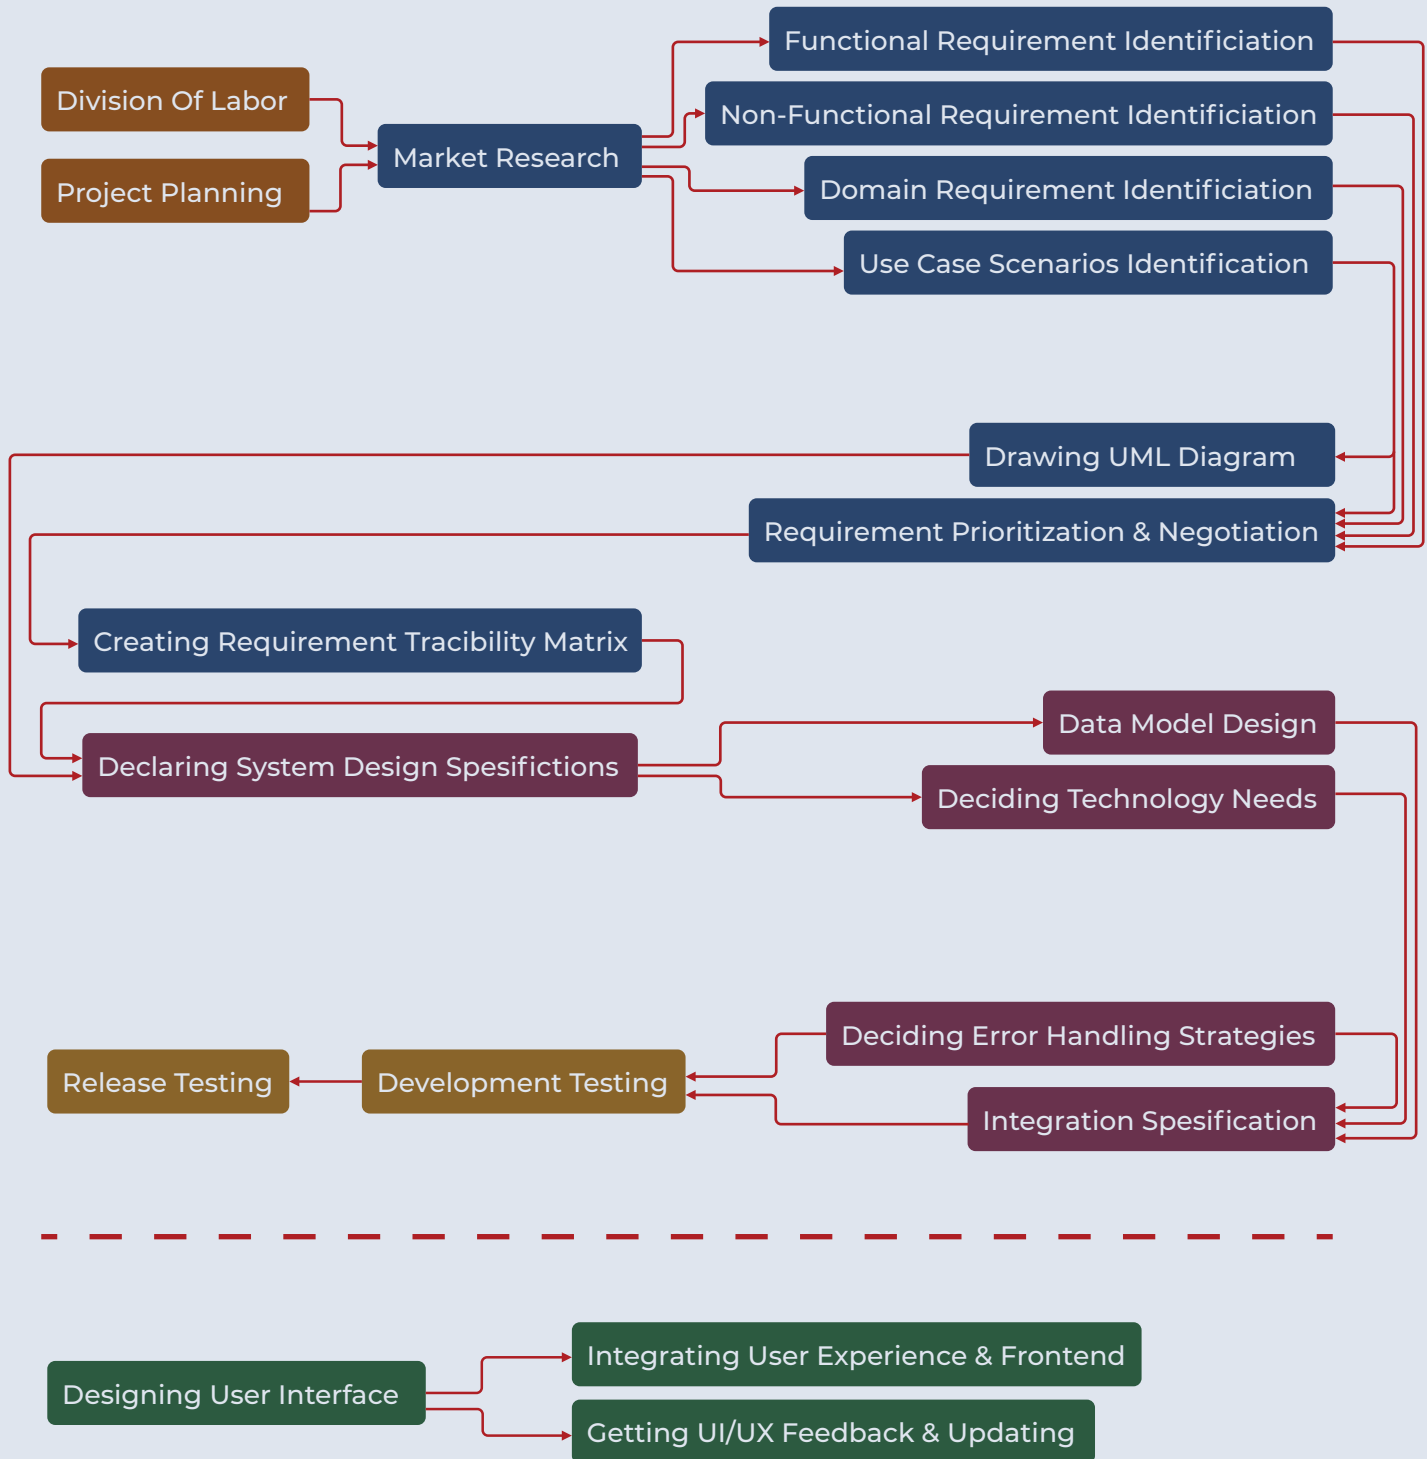 Functional Requirement Identificiation
Division Of Labor
Non-Functional Requirement Identificiation
Market Research
Project Planning
Domain Requirement Identificiation
Use Case Scenarios Identification
Drawing UML Diagram
Requirement Prioritization & Negotiation
Creating Requirement Tracibility Matrix
Data Model Design
Declaring System Design Spesifictions
Deciding Technology Needs
Deciding Error Handling Strategies
Release Testing
Development Testing
Integration Spesification
Integrating User Experience & Frontend
Designing User Interface
Getting UI/UX Feedback & Updating